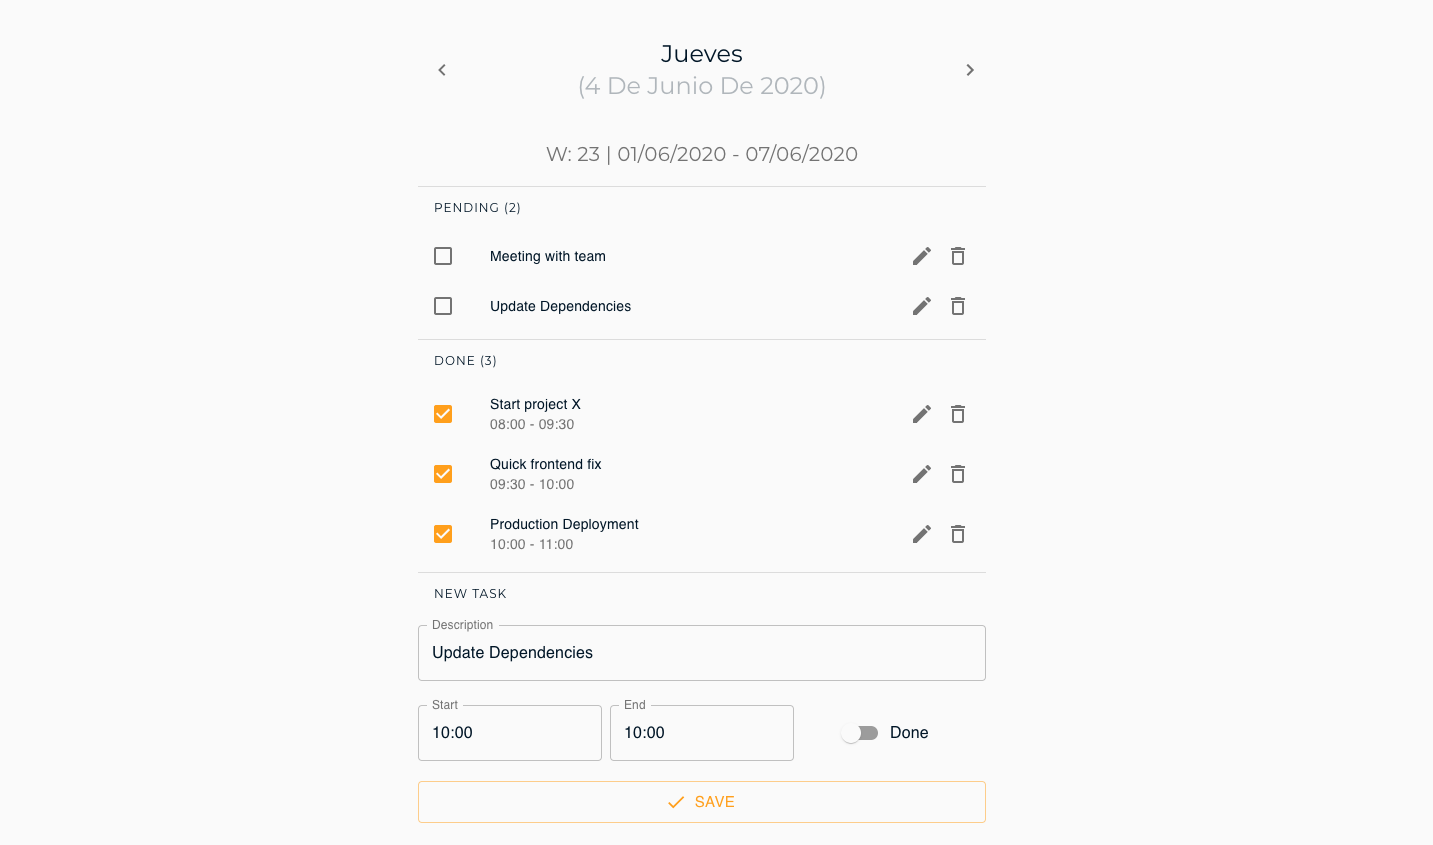 Jueves
(4 De Junio De 2020)
W: 23 | 01/06/2020 - 07/06/2020
PENDING (2)
Meeting with team
Update Dependencies
DONE (3)
Start project X
08:00 - 09:30
Quick frontend fix
09:30 - 10:00
Production Deployment
10:00 - 11:00
NEW TASK
Description
Update Dependencies
Start End
10:00 10:00 Done
SAVE